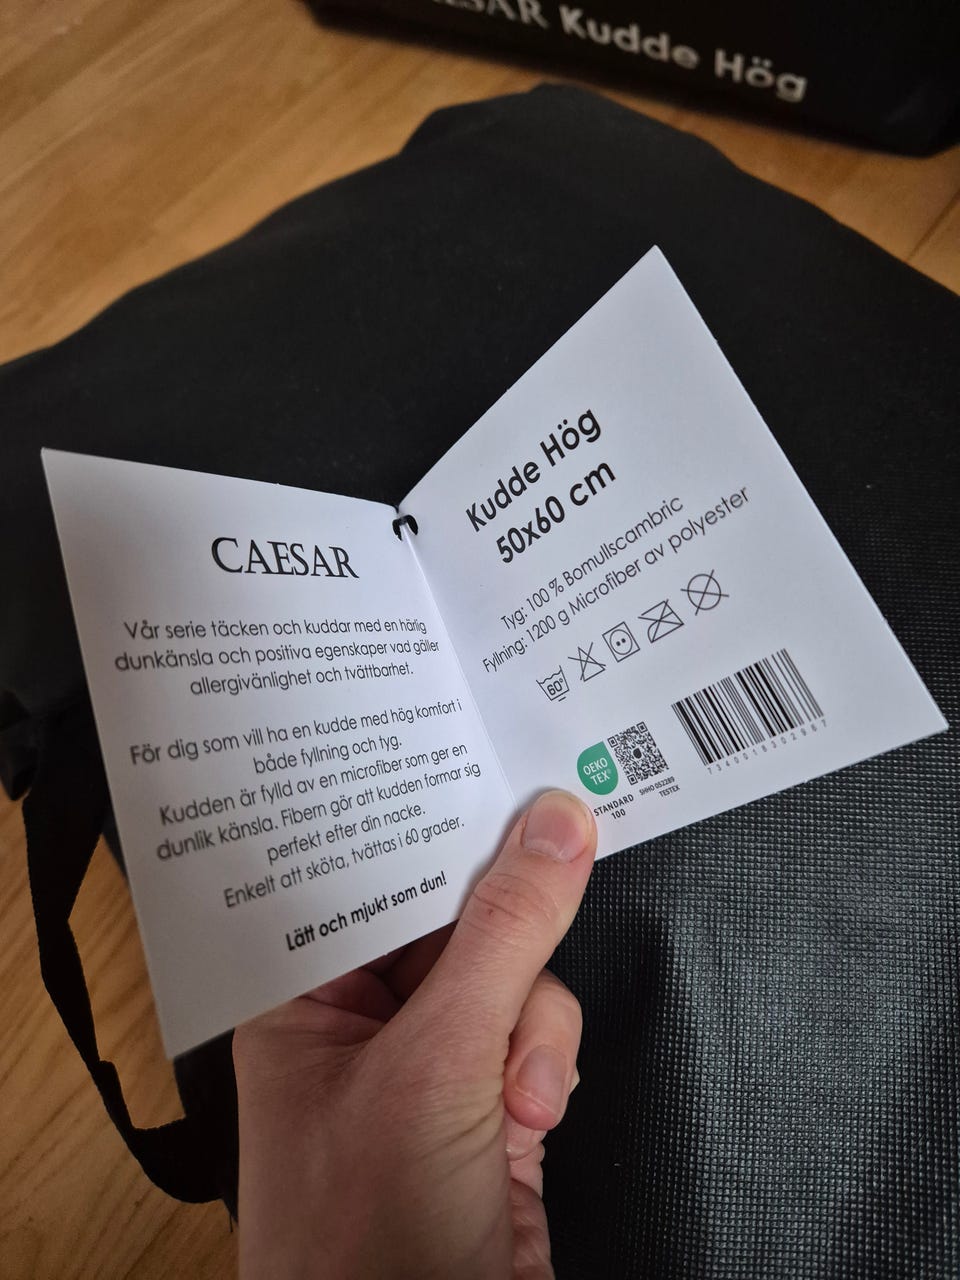 CAESAR Kudde Hög
CAESAR
Vår serie täcken och kuddar med en härlig
dunkänsla och positiva egenskaper vad gäller
allergivänlighet och tvättbarhet.
För dig som vill ha en kudde med hög komfort i
både fyllning och tyg.
Kudden är fylld av en microfiber som ger en
dunlik känsla. Fibern gör att kudden formar sig
perfekt efter din nacke.
Enkelt att sköta, tvättas i 60 grader.
Lätt och mjukt som dun!
Kudde Hög
50x60 cm
Tyg: 100 % Bomullscambric
Fyllning: 1200 g Microfiber av polyester
60°
OEKO
TEX®
STANDARD
100
SHHO 052289
TESTEX
7340018302987